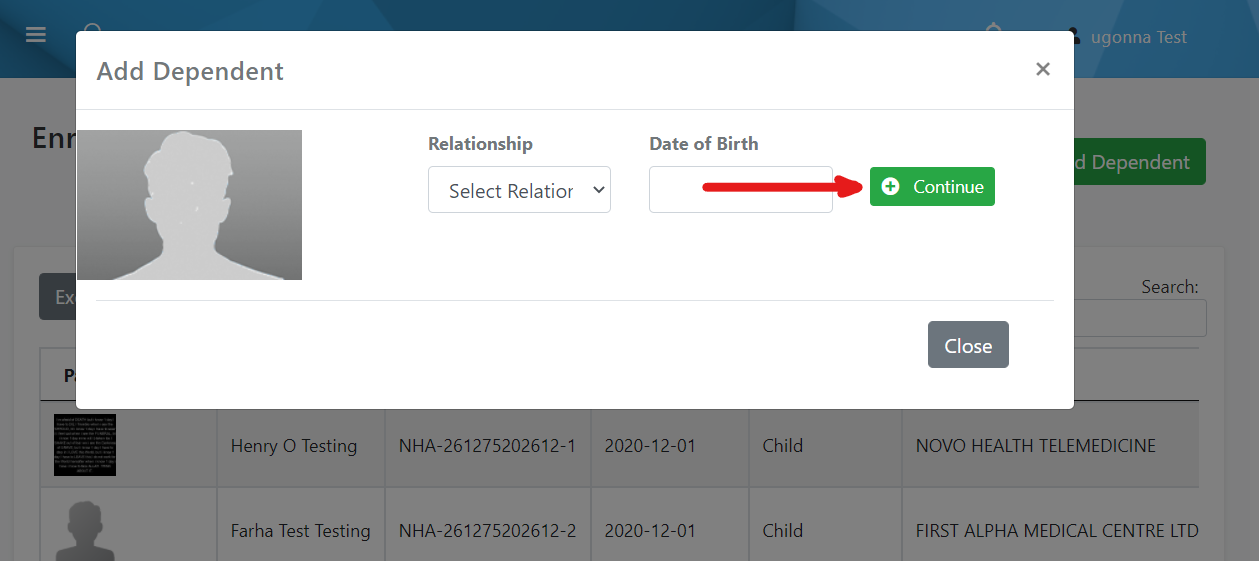 ugonna Test
Add Dependent
×
Enr
d Dependent
Relationship
Date of Birth
Select Relation
Continue
Ex
Search:
Close
Pa
Henry O Testing NHA-261275202612-1 2020-12-01 Child NOVO HEALTH TELEMEDICINE
Farha Test Testing NHA-261275202612-2 2020-12-01 Child FIRST ALPHA MEDICAL CENTRE LTD